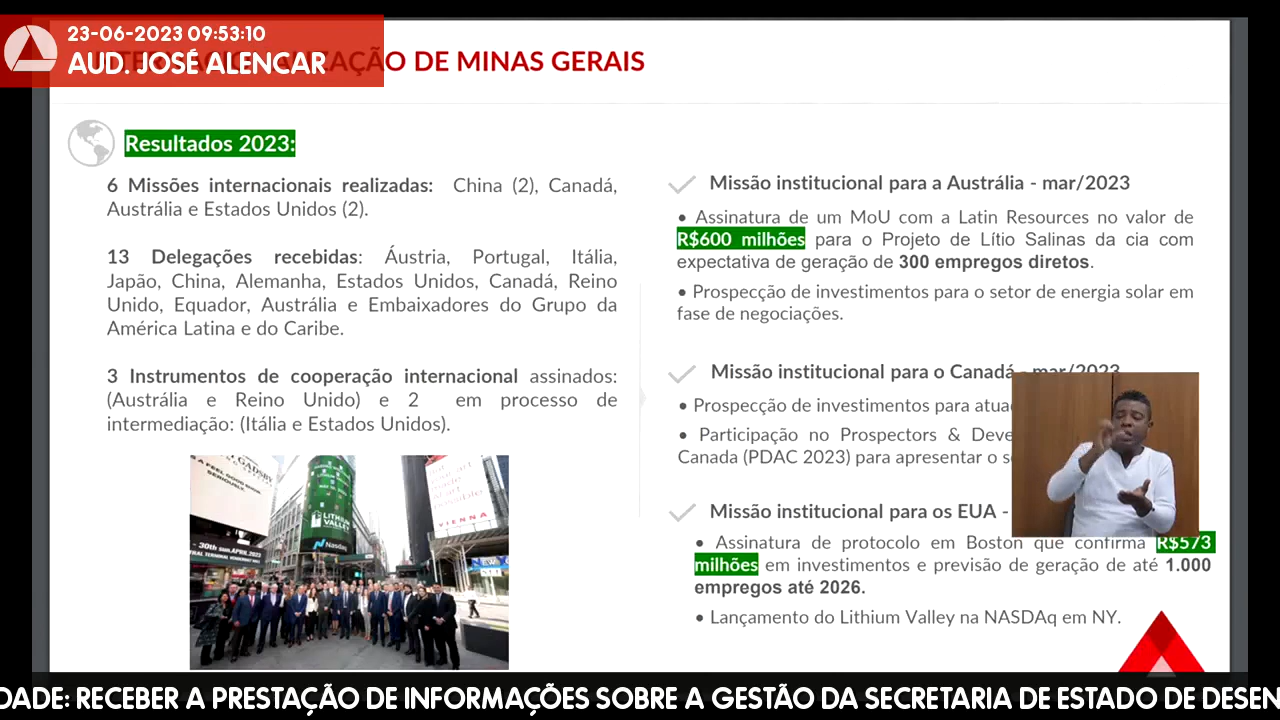 23-06-2023 09:53:10
AUD. JOSÉ ALENCAR
ZAÇÃO DE MINAS GERAIS
Resultados 2023:
6 Missões internacionais realizadas: China (2), Canadá,
Austrália e Estados Unidos (2).
13 Delegações recebidas: Áustria, Portugal, Itália,
Japão, China, Alemanha, Estados Unidos, Canadá, Reino
Unido, Equador, Austrália e Embaixadores do Grupo da
América Latina e do Caribe.
3 Instrumentos de cooperação internacional assinados:
(Austrália e Reino Unido) e 2 em processo de
intermediação: (Itália e Estados Unidos).
SERIOUSLY.
LITHIUM
VALLEY
Nasdaq
VIENNA
Missão institucional para a Austrália - mar/2023
• Assinatura de um MoU com a Latin Resources no valor de
R$600 milhões para o Projeto de Lítio Salinas da cia com
expectativa de geração de 300 empregos diretos.
• Prospecção de investimentos para o setor de energia solar em
fase de negociações.
Missão institucional para o Canadá - mar/2023
• Prospecção de investimentos para atua
• Participação no Prospectors & Deve
Canada (PDAC 2023) para apresentar o s
Missão institucional para os EUA -
• Assinatura de protocolo em Boston que confirma R$573
milhões em investimentos e previsão de geração de até 1.000
empregos até 2026.
• Lançamento do Lithium Valley na NASDAq em NY.
DADE: RECEBER A PRESTAÇÃO DE INFORMAÇÕES SOBRE A GESTÃO DA SECRETARIA DE ESTADO DE DESEN